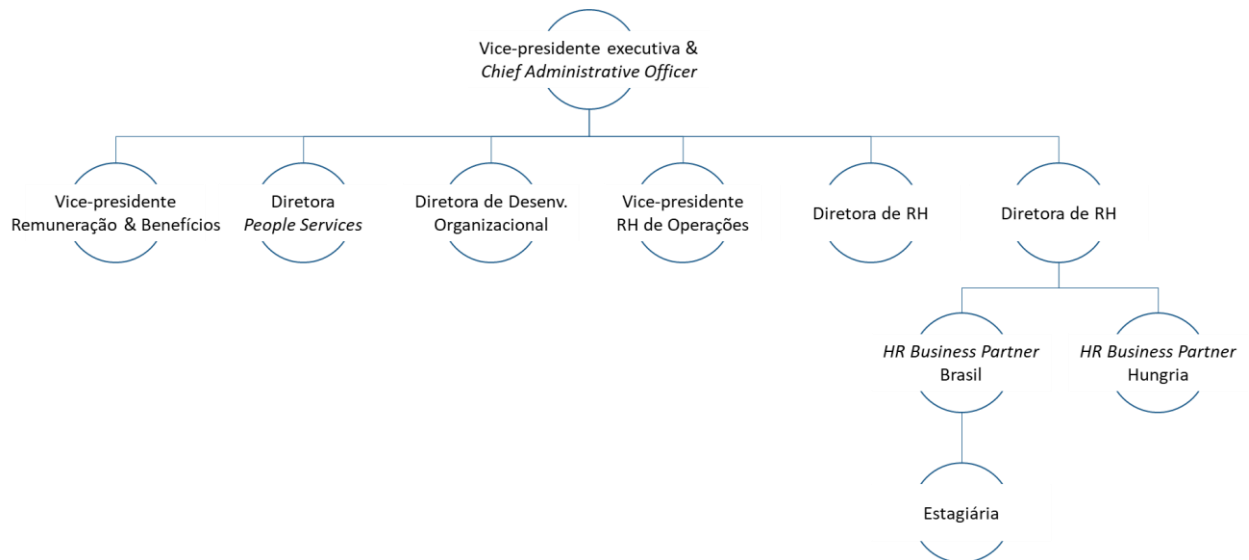 Vice-presidente executiva &
Chief Administrative Officer
Vice-presidente
Remuneração & Benefícios
Diretora
People Services
Diretora de Desenv.
Organizacional
Vice-presidente
RH de Operações
Diretora de RH
Diretora de RH
HR Business Partner
Brasil
HR Business Partner
Hungria
Estagiária